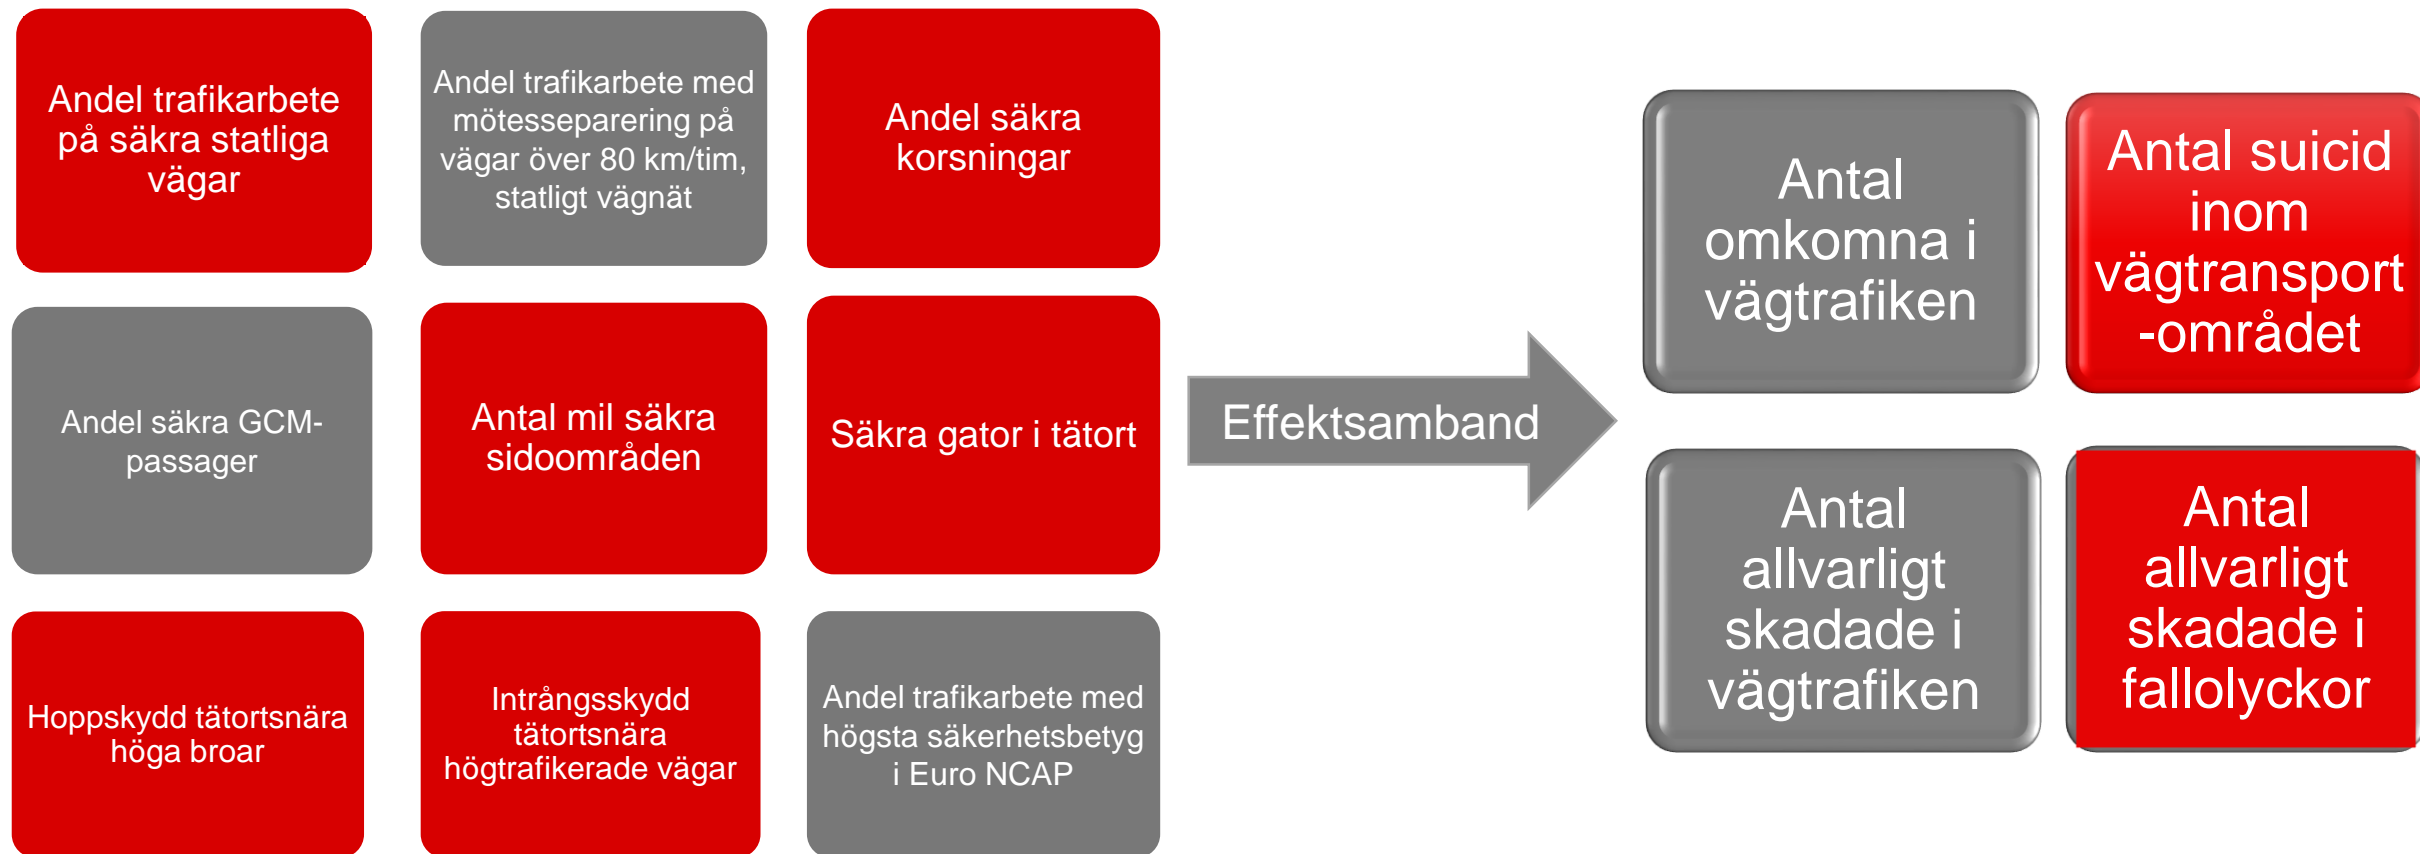 Andel trafikarbete
på säkra statliga
vägar
Andel trafikarbete med
mötesseparering på
vägar över 80 km/tim,
statligt vägnät
Andel säkra
korsningar
Andel säkra GCM-
passager
Antal mil säkra
sidoområden
Säkra gator i tätort
Hoppskydd tätortsnära
höga broar
Intrångsskydd
tätortsnära
högtrafikerade vägar
Andel trafikarbete med
högsta säkerhetsbetyg
i Euro NCAP
Effektsamband
Antal
omkomna i
vägtrafiken
Antal suicid
inom
vägtransport
-området
Antal
allvarligt
skadade i
vägtrafiken
Antal
allvarligt
skadade i
fallolyckor